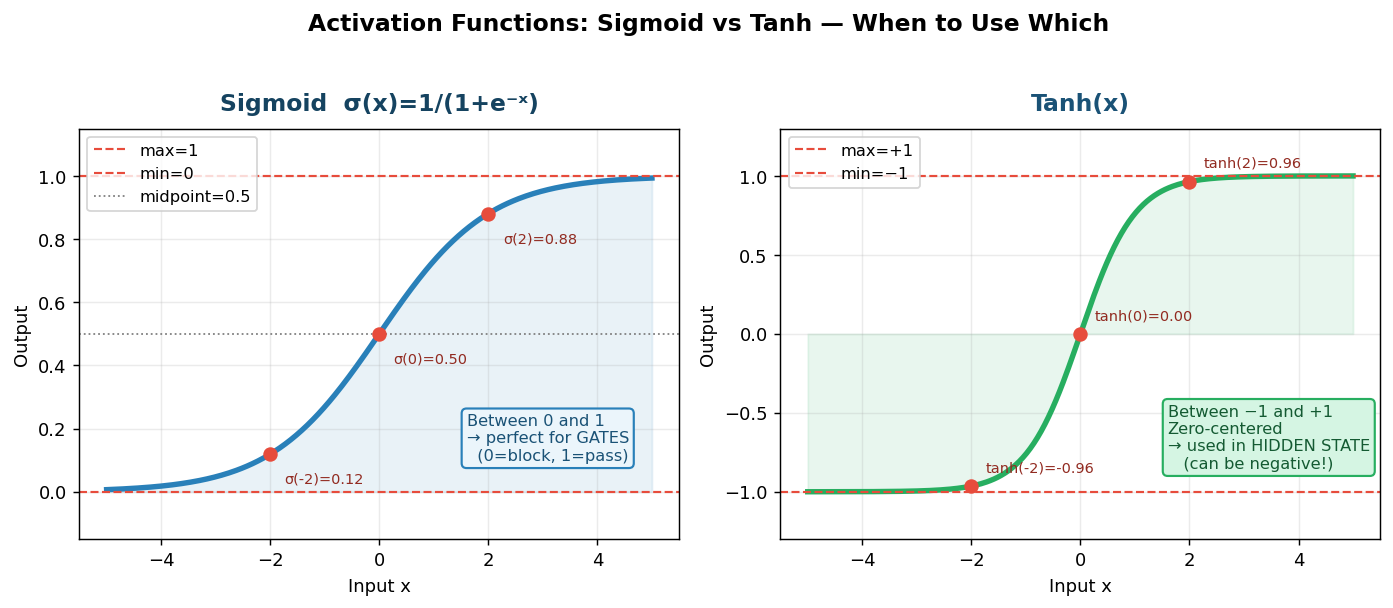 Activation Functions: Sigmoid vs Tanh — When to Use Which
Sigmoid  σ(x)=1/(1+e⁻ˣ)
max=1
min=0
midpoint=0.5
1.0
0.8
0.6
0.4
0.2
0.0
Output
σ(2)=0.88
σ(0)=0.50
σ(-2)=0.12
Between 0 and 1
→ perfect for GATES
(0=block, 1=pass)
−4
−2
0
2
4
Input x
Tanh(x)
max=+1
min=−1
1.0
0.5
0.0
−0.5
−1.0
Output
tanh(2)=0.96
tanh(0)=0.00
tanh(-2)=-0.96
Between −1 and +1
Zero-centered
→ used in HIDDEN STATE
(can be negative!)
−4
−2
0
2
4
Input x